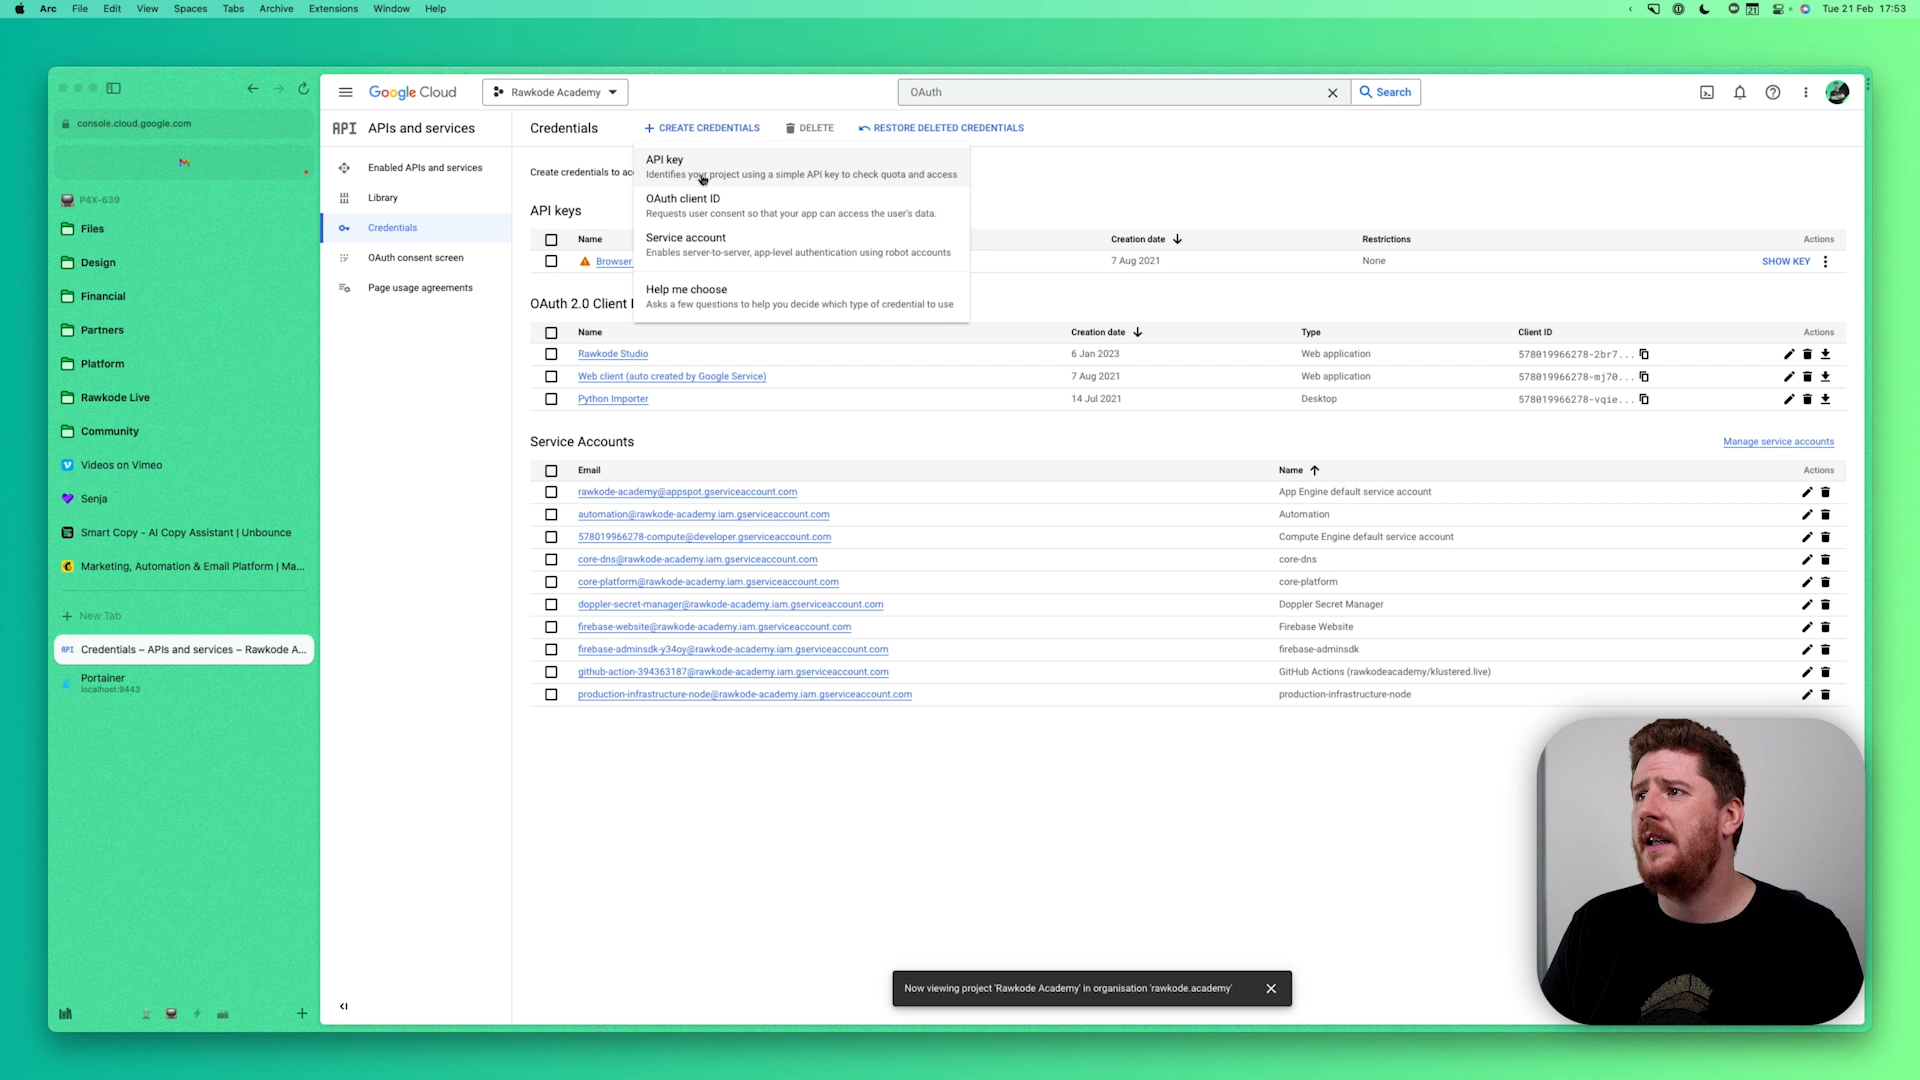 Arc File Edit View Spaces Tabs Archive Extensions Window Help
21 Tue 21 Feb 17:53
console.cloud.google.com
P4X-639
Files
Design
Financial
Partners
Platform
Rawkode Live
Community
Videos on Vimeo
Senja
Smart Copy - AI Copy Assistant | Unbounce
Marketing, Automation & Email Platform | Ma...
New Tab
API Credentials – APIs and services – Rawkode A...
Portainer
localhost:9443
Google Cloud
Rawkode Academy
OAuth
Search
API APIs and services
Enabled APIs and services
Library
Credentials
OAuth consent screen
Page usage agreements
Credentials
CREATE CREDENTIALS
DELETE
RESTORE DELETED CREDENTIALS
Create credentials to acc
API key
Identifies your project using a simple API key to check quota and access
OAuth client ID
Requests user consent so that your app can access the user's data.
Service account
Enables server-to-server, app-level authentication using robot accounts
Help me choose
Asks a few questions to help you decide which type of credential to use
API keys
Name Creation date Restrictions Actions
Browser 7 Aug 2021 None SHOW KEY
OAuth 2.0 Client I
Name Creation date Type Client ID Actions
Rawkode Studio 6 Jan 2023 Web application 578019966278-2br7...
Web client (auto created by Google Service) 7 Aug 2021 Web application 578019966278-mj70...
Python Importer 14 Jul 2021 Desktop 578019966278-vqie...
Service Accounts
Manage service accounts
Email Name Actions
rawkode-academy@appspot.gserviceaccount.com App Engine default service account
automation@rawkode-academy.iam.gserviceaccount.com Automation
578019966278-compute@developer.gserviceaccount.com Compute Engine default service account
core-dns@rawkode-academy.iam.gserviceaccount.com core-dns
core-platform@rawkode-academy.iam.gserviceaccount.com core-platform
doppler-secret-manager@rawkode-academy.iam.gserviceaccount.com Doppler Secret Manager
firebase-website@rawkode-academy.iam.gserviceaccount.com Firebase Website
firebase-adminsdk-y34oy@rawkode-academy.iam.gserviceaccount.com firebase-adminsdk
github-action-394363187@rawkode-academy.iam.gserviceaccount.com GitHub Actions (rawkodeacademy/klustered.live)
production-infrastructure-node@rawkode-academy.iam.gserviceaccount.com production-infrastructure-node
Now viewing project 'Rawkode Academy' in organisation 'rawkode.academy'